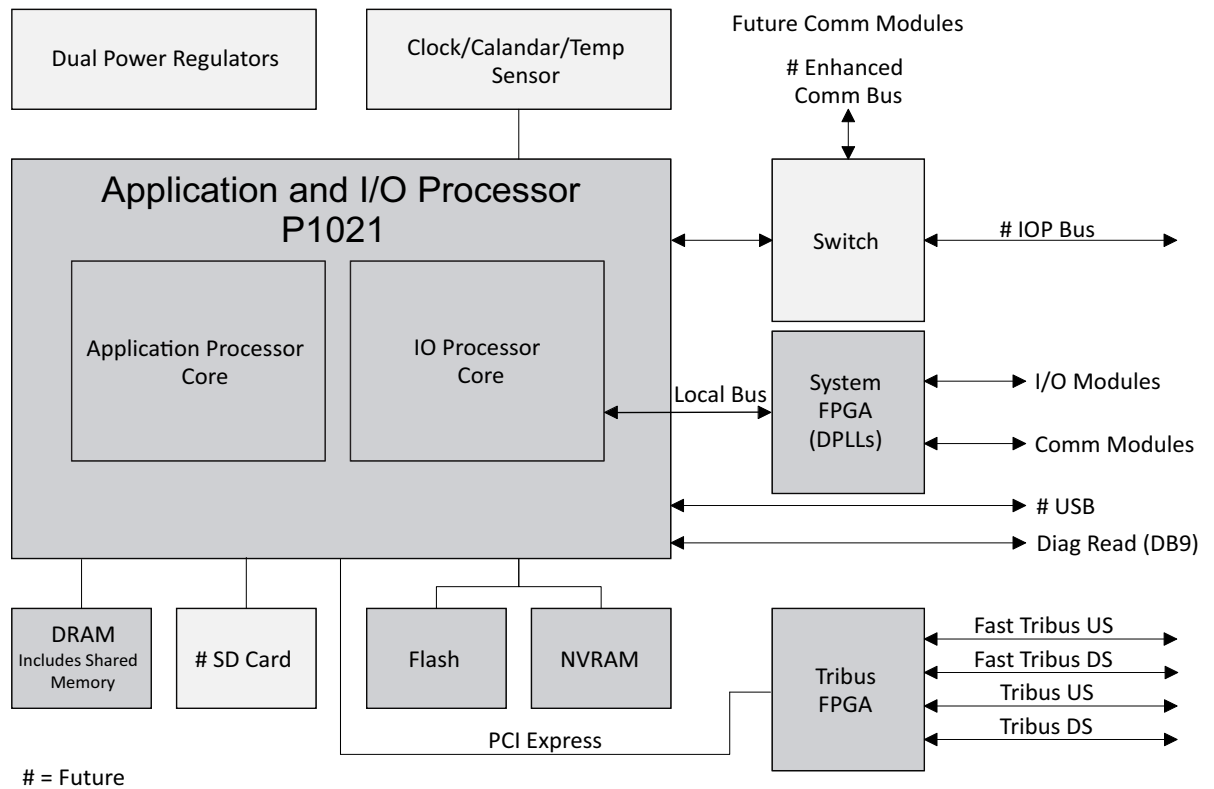 Dual Power Regulators
Clock/Calandar/Temp
Sensor
Future Comm Modules
# Enhanced
Comm Bus
Application and I/O Processor
P1021
Switch
# IOP Bus
Application Processor
Core
IO Processor
Core
Local Bus
System
FPGA
(DPLLs)
I/O Modules
Comm Modules
# USB
Diag Read (DB9)
DRAM
Includes Shared
Memory
# SD Card
Flash
NVRAM
Tribus
FPGA
Fast Tribus US
Fast Tribus DS
Tribus US
Tribus DS
PCI Express
# = Future